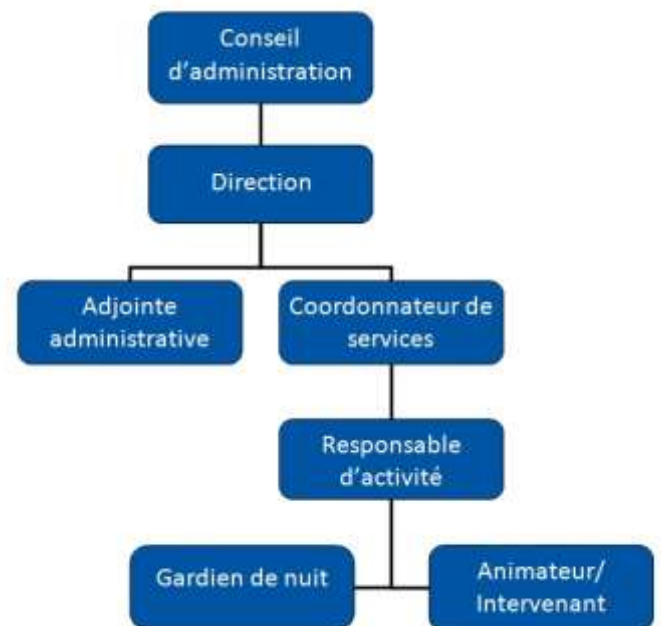 Conseil
d’administration
Direction
Adjointe
administrative
Coordonnateur de
services
Responsable
d’activité
Gardien de nuit
Animateur/
Intervenant